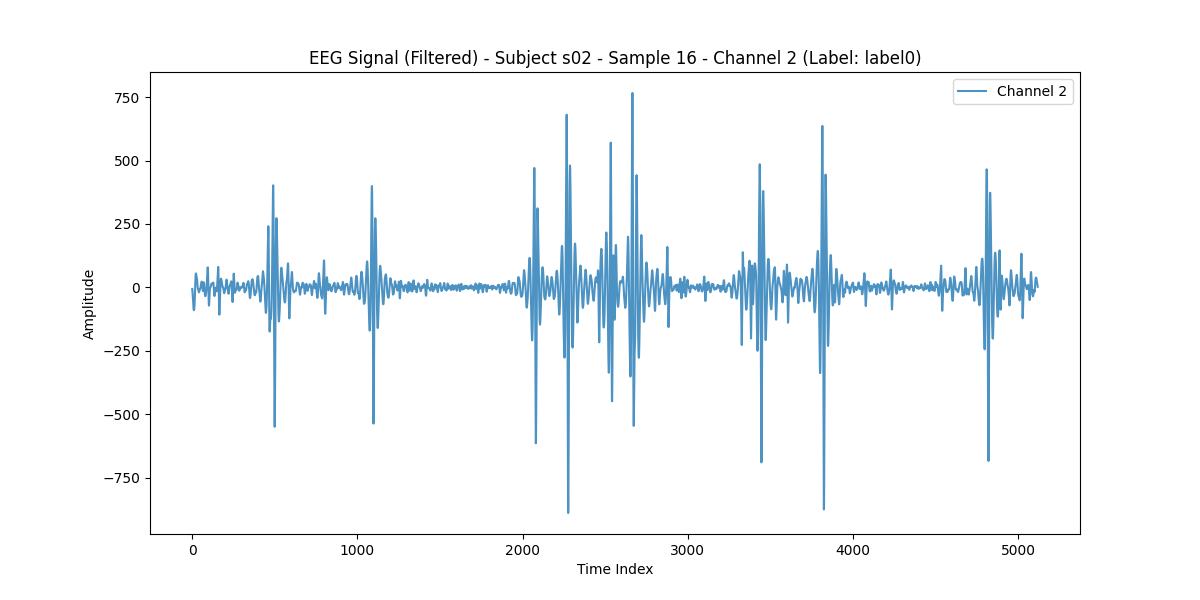 EEG Signal (Filtered) - Subject s02 - Sample 16 - Channel 2 (Label: label0)
Channel 2
750
500
250
0
−250
−500
−750
Amplitude
0 1000 2000 3000 4000 5000
Time Index